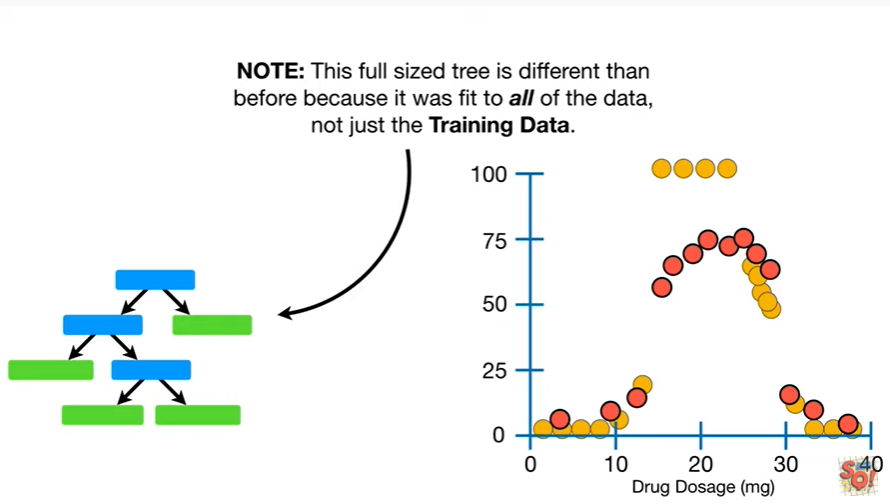 NOTE: This full sized tree is different than
before because it was fit to all of the data,
not just the Training Data.
100
75
50
25
0
0 10 20 30 40
Drug Dosage (mg)
SQ!